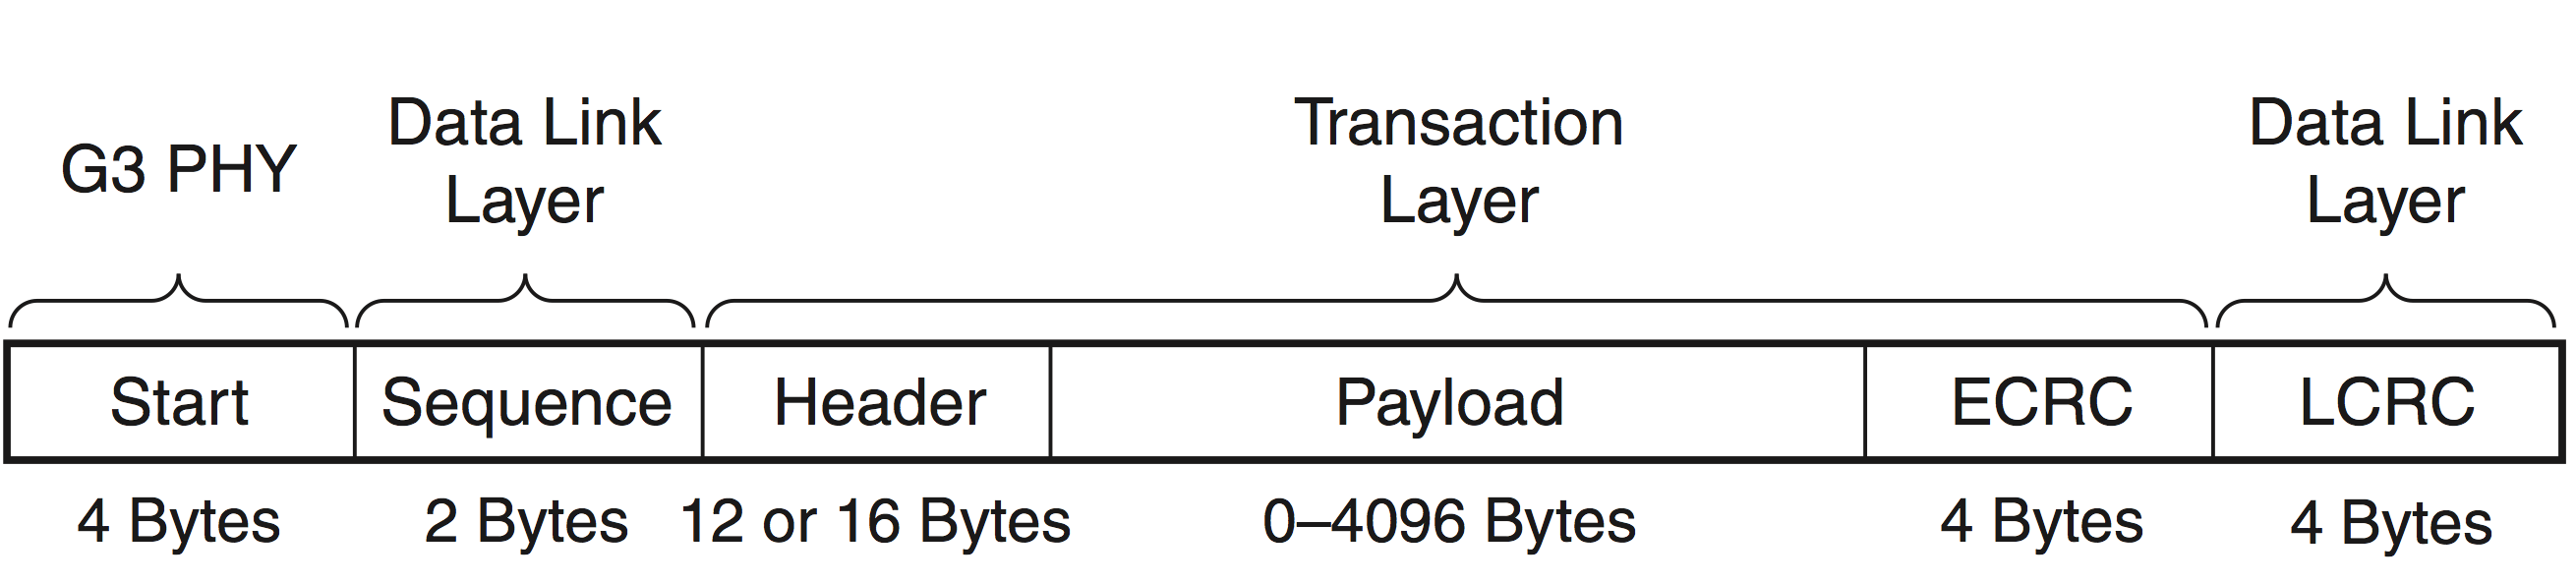 G3 PHY
Data Link
Layer
Transaction
Layer
Data Link
Layer
Start
Sequence
Header
Payload
ECRC
LCRC
4 Bytes
2 Bytes
12 or 16 Bytes
0–4096 Bytes
4 Bytes
4 Bytes